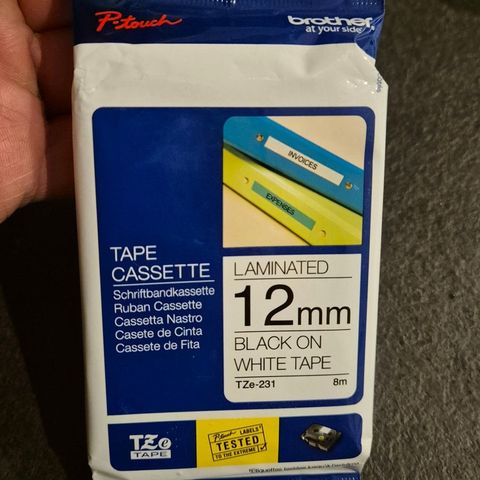 P-touch
brother
at your side
INVOICES
EXPENSES
TAPE
CASSETTE
Schriftbandkassette
Ruban Cassette
Cassetta Nastro
Casete de Cinta
Cassete de Fita
LAMINATED
12mm
BLACK ON
WHITE TAPE
TZe-231 8m
TZe
TAPE
P-touch LABELS*
TESTED
TO THE EXTREME